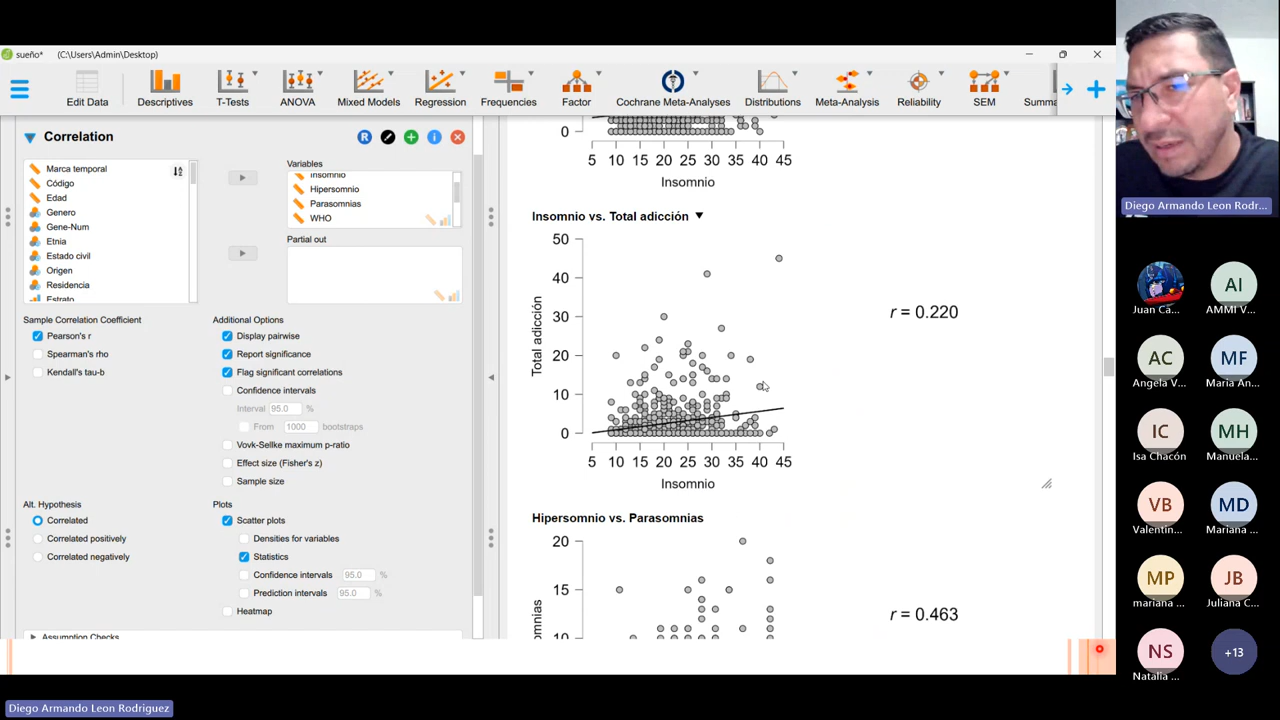 sueño* (C:\Users\Admin\Desktop)
Edit Data
Descriptives
T-Tests
ANOVA
Mixed Models
Regression
Frequencies
Factor
Cochrane Meta-Analyses
Distributions
Meta-Analysis
Reliability
SEM
Summa
Correlation
R
Marca temporal
Código
Edad
Genero
Gene-Num
Etnia
Estado civil
Origen
Residencia
Estrato
Variables
Insomnio
Hipersomnio
Parasomnias
WHO
Partial out
Sample Correlation Coefficient
Pearson's r
Spearman's rho
Kendall's tau-b
Additional Options
Display pairwise
Report significance
Flag significant correlations
Confidence intervals
Interval 95.0 %
From 1000 bootstraps
Vovk-Sellke maximum p-ratio
Effect size (Fisher's z)
Sample size
Alt. Hypothesis
Correlated
Correlated positively
Correlated negatively
Plots
Scatter plots
Densities for variables
Statistics
Confidence intervals 95.0 %
Prediction intervals 95.0 %
Heatmap
Assumption Checks
0
5 10 15 20 25 30 35 40 45
Insomnio
Insomnio vs. Total adicción
50
40
30
20
10
0
Total adicción
r = 0.220
5 10 15 20 25 30 35 40 45
Insomnio
Hipersomnio vs. Parasomnias
20
15
10
omnias
r = 0.463
Diego Armando Leon Rodr...
Juan Ca...
AI
AMMI V...
AC
Angela V...
MF
Maria An...
IC
Isa Chacón
MH
Manuela...
VB
Valentin...
MD
Mariana ...
MP
mariana ...
JB
Juliana C...
NS
Natalia ...
+13
Diego Armando Leon Rodriguez